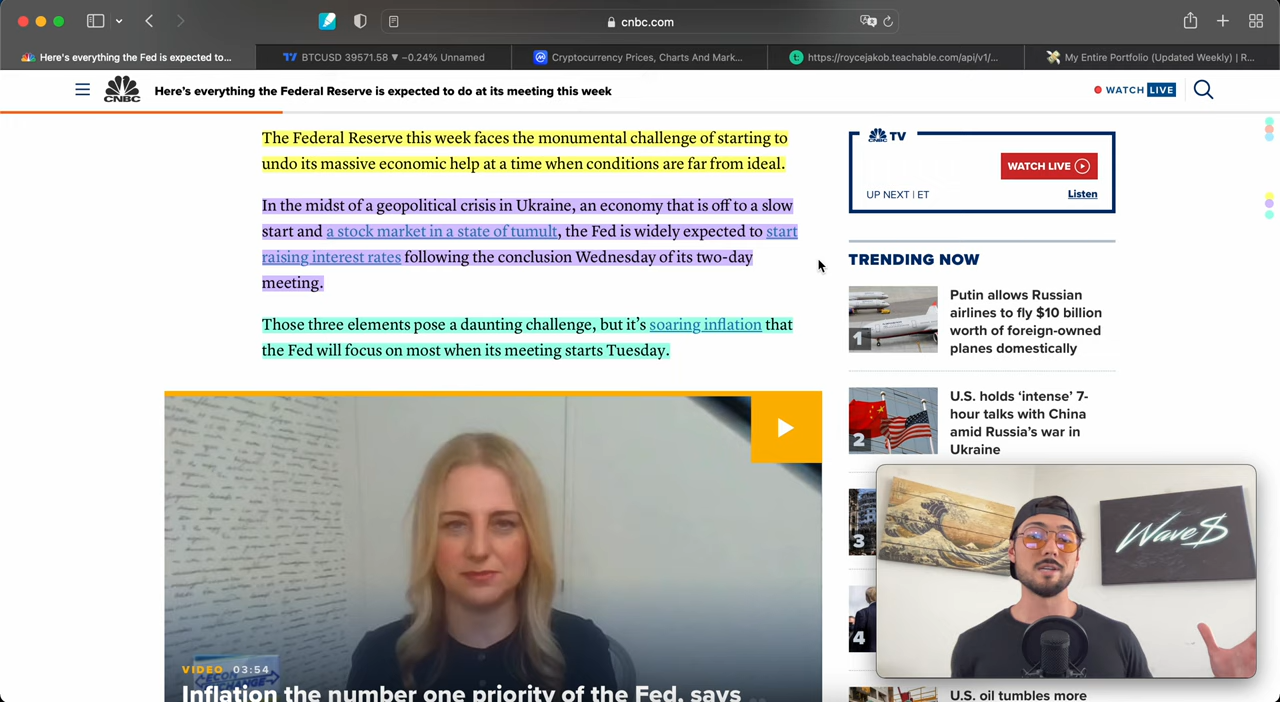 cnbc.com
Here's everything the Fed is expected to do...
BTCUSD 39571.58 ▼ −0.24% Unnamed
Cryptocurrency Prices, Charts And Mark...
https://roycejakob.teachable.com/api/v1/...
My Entire Portfolio (Updated Weekly) | R...
CNBC
Here’s everything the Federal Reserve is expected to do at its meeting this week
WATCH LIVE
The Federal Reserve this week faces the monumental challenge of starting to
undo its massive economic help at a time when conditions are far from ideal.
In the midst of a geopolitical crisis in Ukraine, an economy that is off to a slow
start and a stock market in a state of tumult, the Fed is widely expected to start
raising interest rates following the conclusion Wednesday of its two-day
meeting.
Those three elements pose a daunting challenge, but it’s soaring inflation that
the Fed will focus on most when its meeting starts Tuesday.
VIDEO 03:54
Inflation the number one priority of the Fed, says
CNBC TV
WATCH LIVE
UP NEXT | ET
Listen
TRENDING NOW
1
Putin allows Russian
airlines to fly $10 billion
worth of foreign-owned
planes domestically
2
U.S. holds ‘intense’ 7-
hour talks with China
amid Russia’s war in
Ukraine
3
4
U.S. oil tumbles more
Wave$